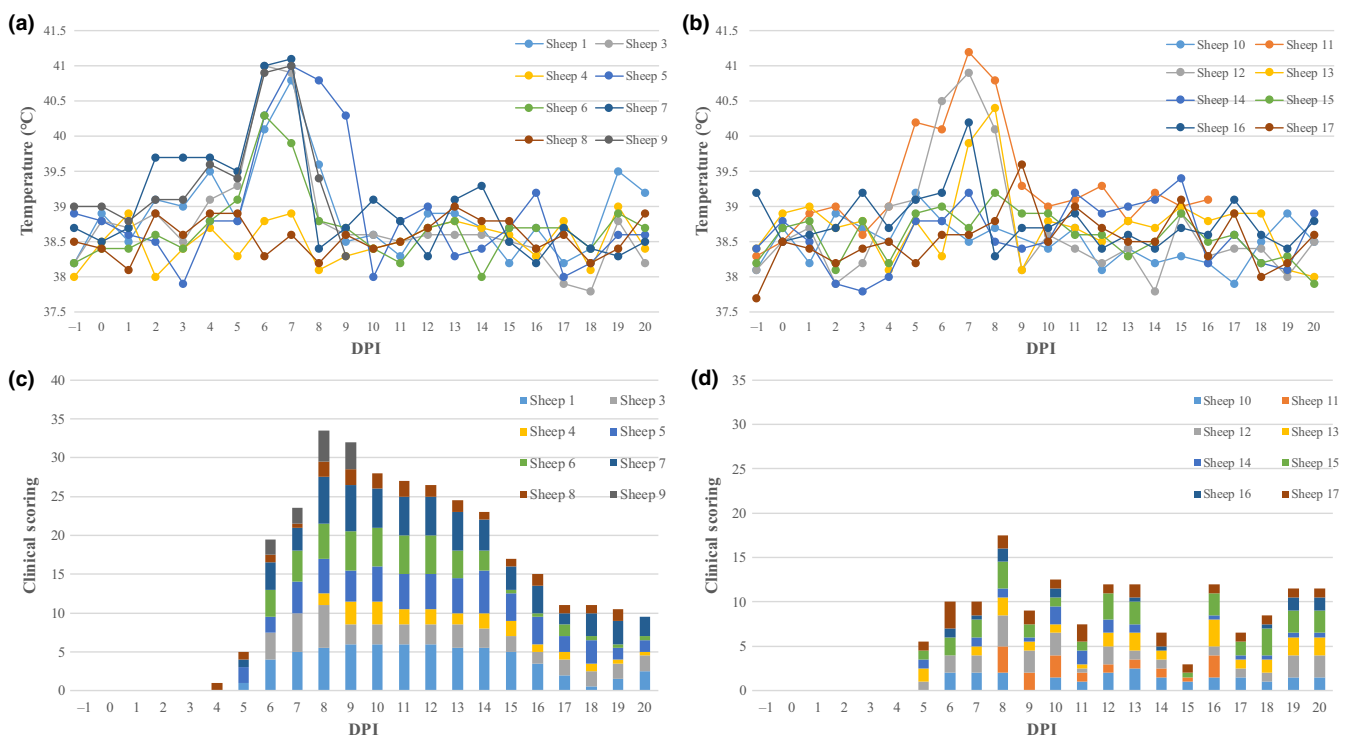 (a)
41.5
41
40.5
40
39.5
39
38.5
38
37.5
Temperature (°C)
Sheep 1 Sheep 3
Sheep 4 Sheep 5
Sheep 6 Sheep 7
Sheep 8 Sheep 9
–1 0 1 2 3 4 5 6 7 8 9 10 11 12 13 14 15 16 17 18 19 20
DPI
(b)
41.5
41
40.5
40
39.5
39
38.5
38
37.5
Temperature (°C)
Sheep 10 Sheep 11
Sheep 12 Sheep 13
Sheep 14 Sheep 15
Sheep 16 Sheep 17
–1 0 1 2 3 4 5 6 7 8 9 10 11 12 13 14 15 16 17 18 19 20
DPI
(c)
40
35
30
25
20
15
10
5
0
Clinical scoring
Sheep 1 Sheep 3
Sheep 4 Sheep 5
Sheep 6 Sheep 7
Sheep 8 Sheep 9
–1 0 1 2 3 4 5 6 7 8 9 10 11 12 13 14 15 16 17 18 19 20
DPI
(d)
35
30
25
20
15
10
5
0
Clinical scoring
Sheep 10 Sheep 11
Sheep 12 Sheep 13
Sheep 14 Sheep 15
Sheep 16 Sheep 17
–1 0 1 2 3 4 5 6 7 8 9 10 11 12 13 14 15 16 17 18 19 20
DPI